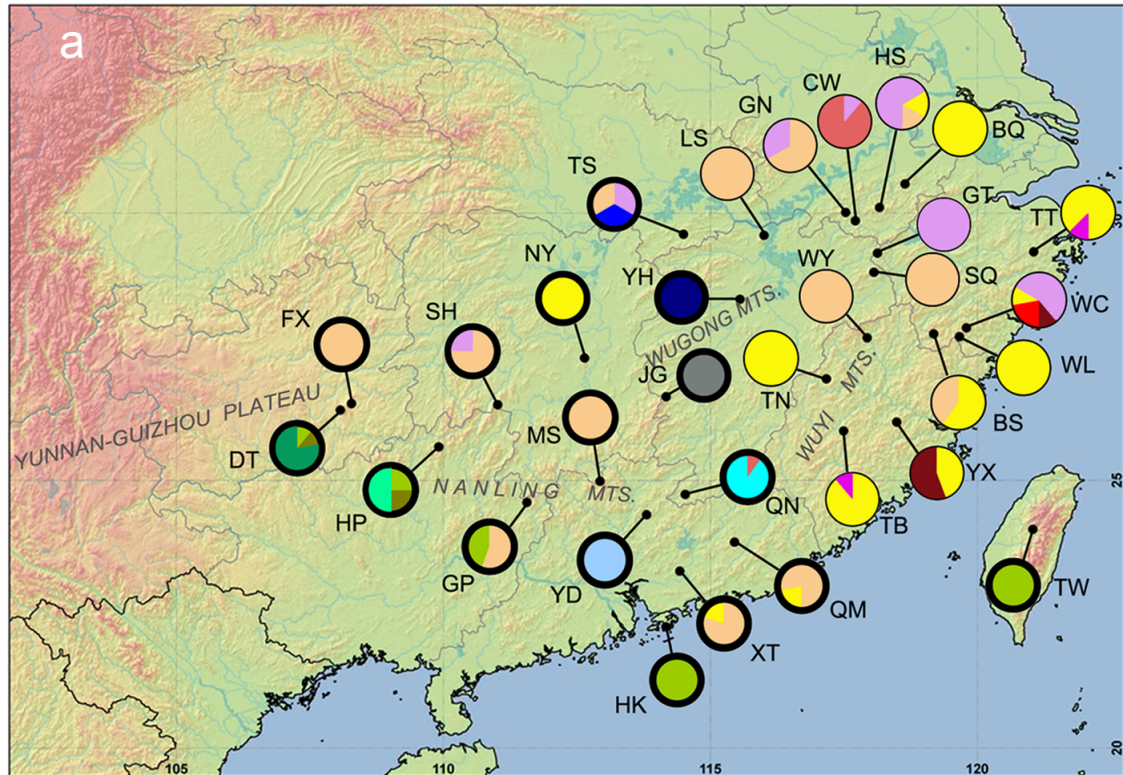 a
HS
CW
GN
BQ
LS
TS
GT
TT
30
NY
YH
WY
SQ
WC
FX
SH
WUGONG MTS.
JG
WL
TN
MTS.
WUYI
BS
YUNNAN-GUIZHOU PLATEAU
MS
DT
YX
NANLING MTS.
25
HP
QN
TB
GP
YD
TW
QM
XT
HK
20
105
110
115
120